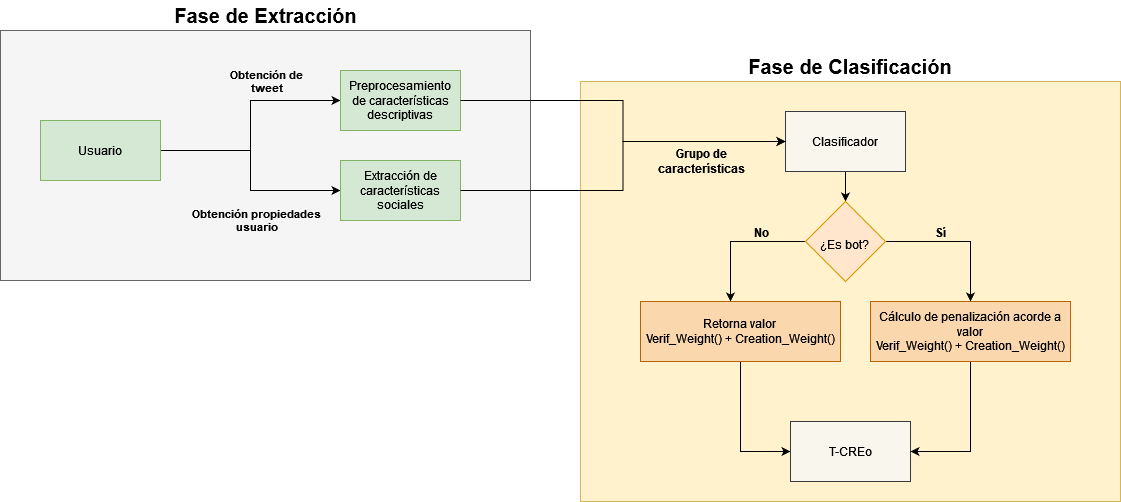 Fase de Extracción
Obtención de
tweet
Preprocesamiento
de características
descriptivas
Usuario
Extracción de
características
sociales
Obtención propiedades
usuario
Fase de Clasificación
Clasificador
Grupo de
características
¿Es bot?
No
Sí
Retorna valor
Verif_Weight() + Creation_Weight()
Cálculo de penalización acorde a
valor
Verif_Weight() + Creation_Weight()
T-CREo